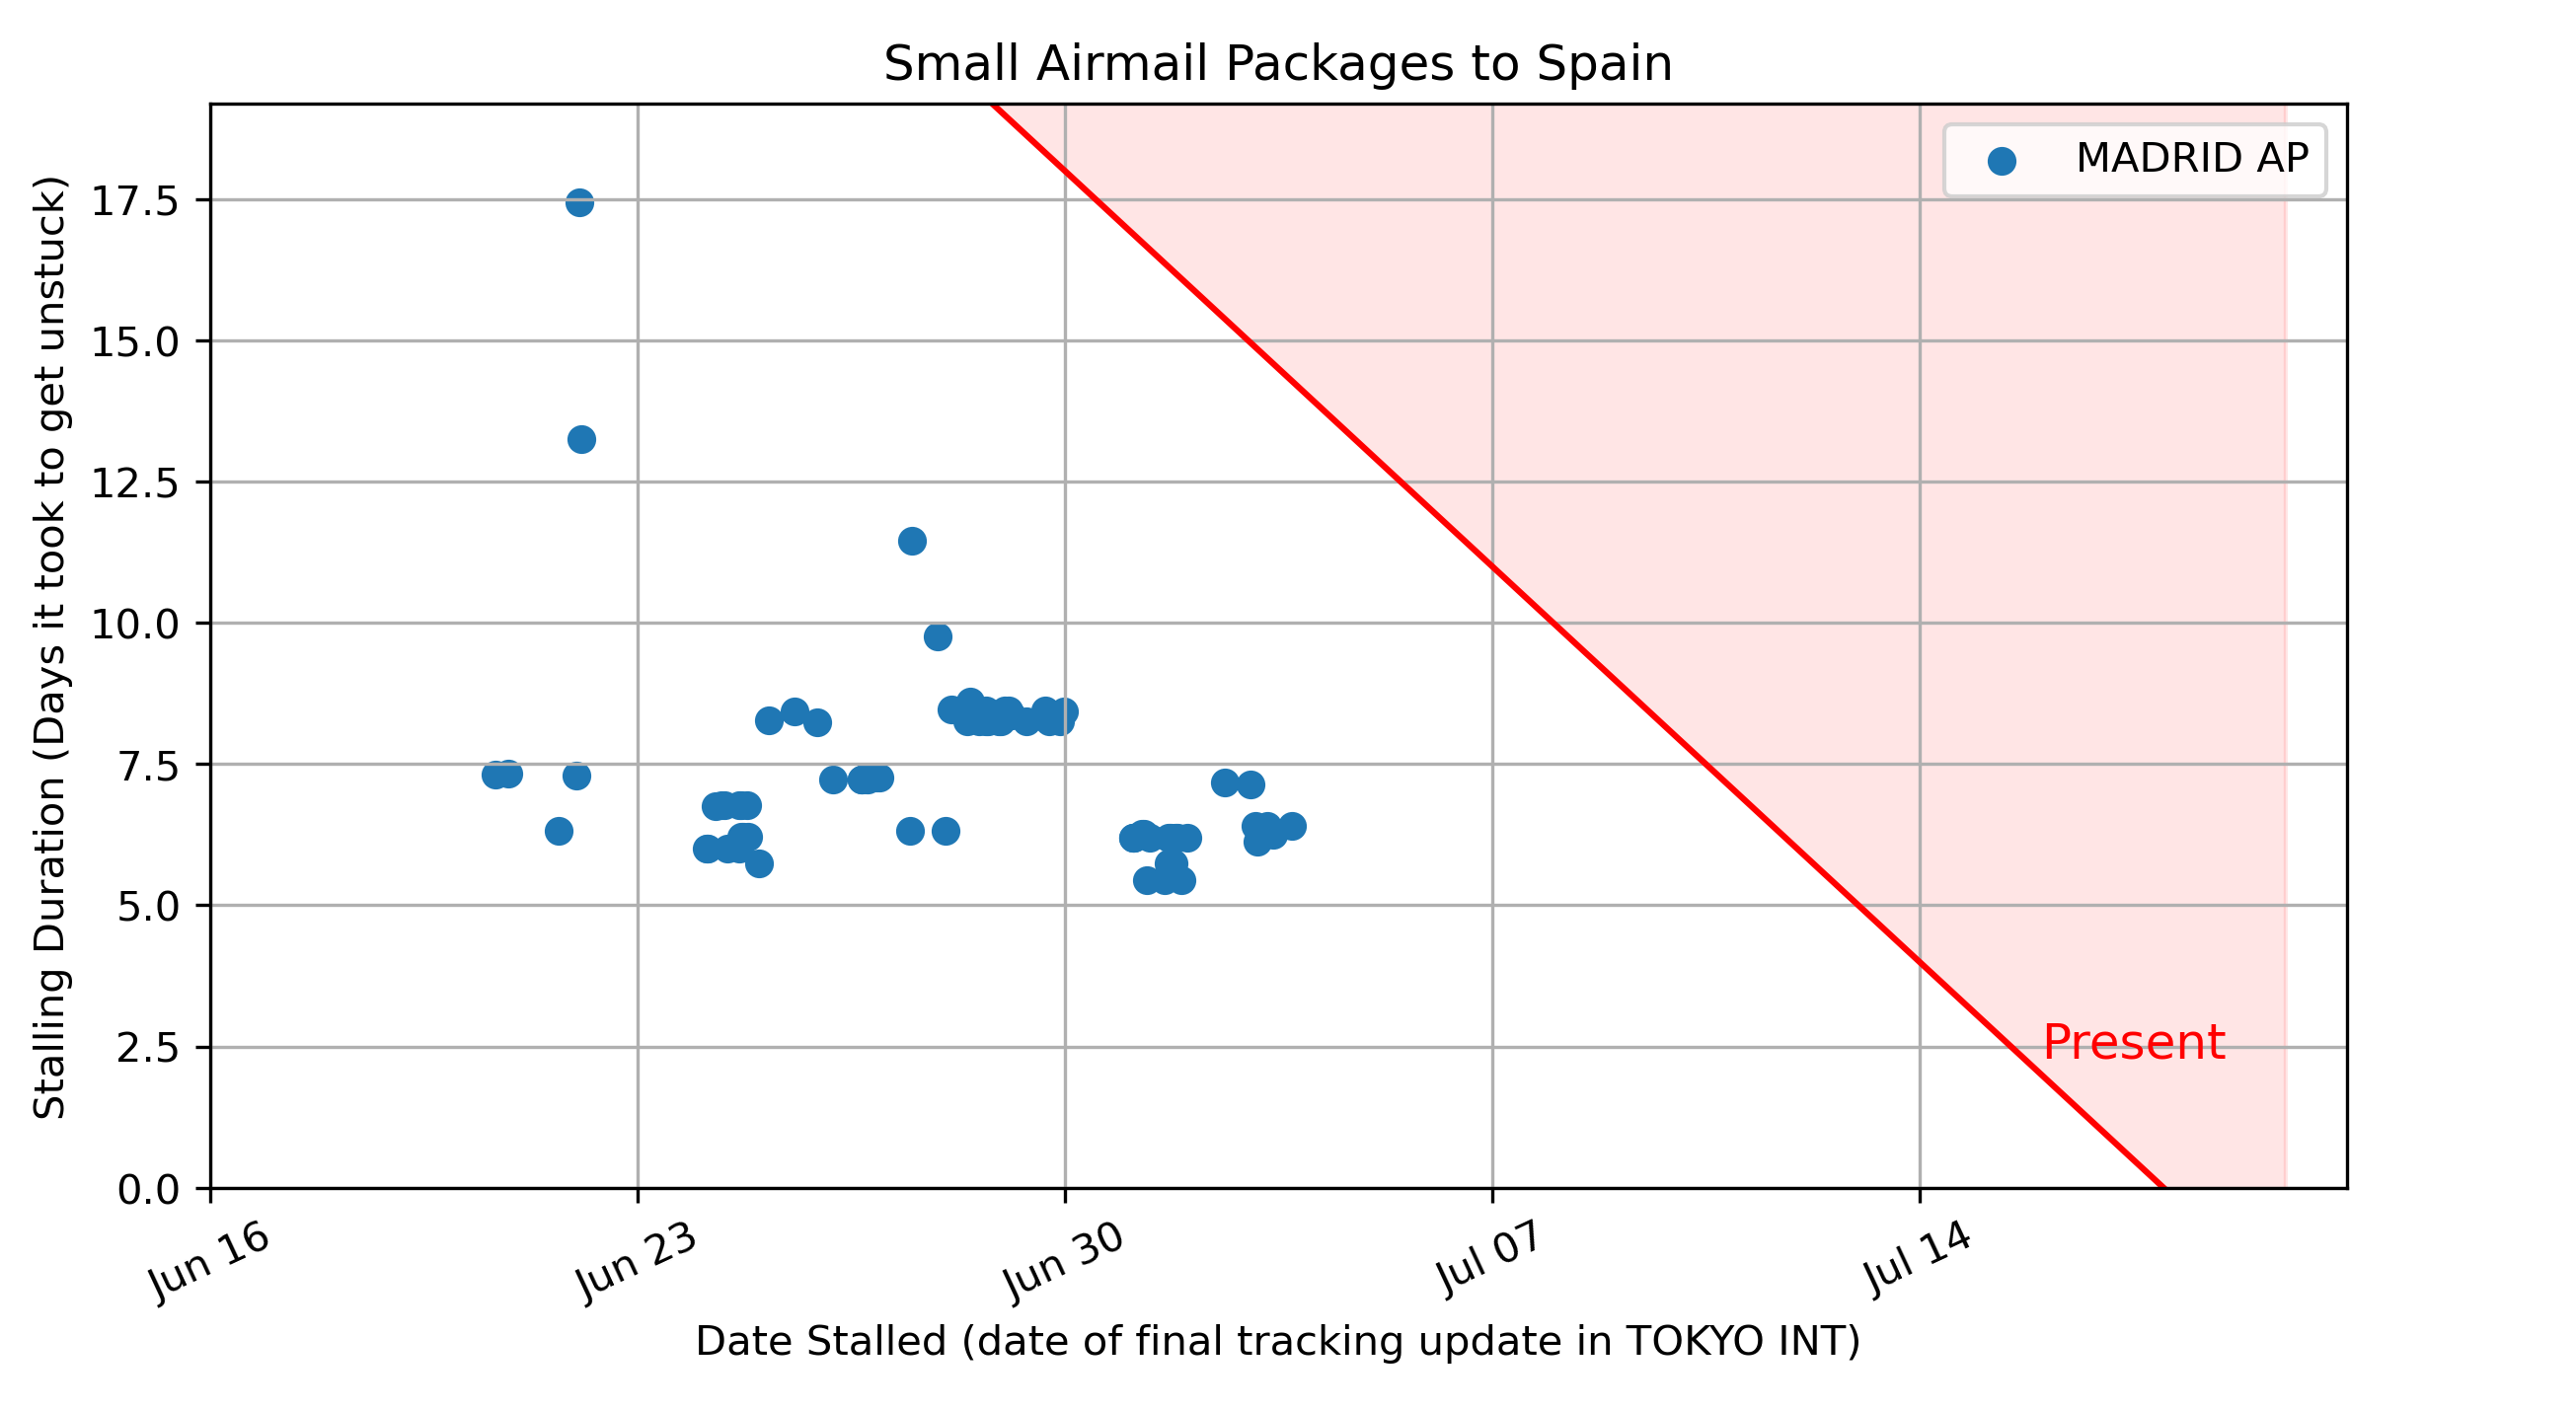 Small Airmail Packages to Spain
MADRID AP
Stalling Duration (Days it took to get unstuck)
17.5
15.0
12.5
10.0
7.5
5.0
2.5
0.0
Present
Jun 16
Jun 23
Jun 30
Jul 07
Jul 14
Date Stalled (date of final tracking update in TOKYO INT)